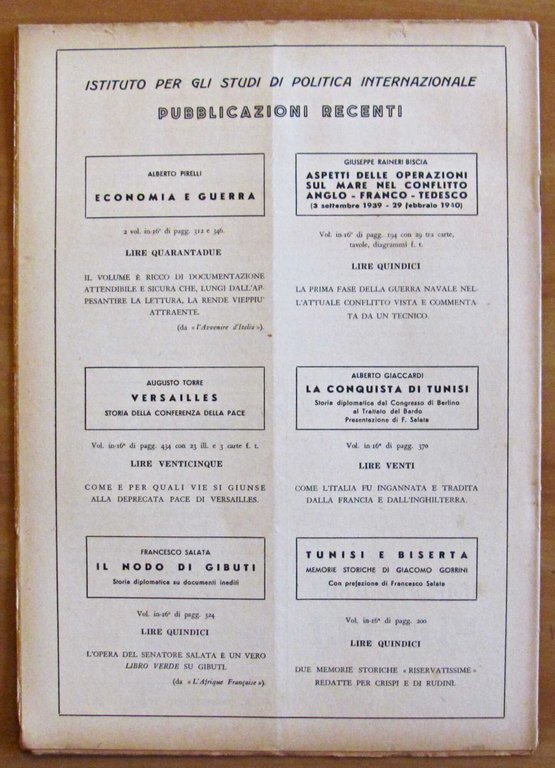 ISTITUTO PER GLI STUDI DI POLITICA INTERNAZIONALE
PUBBLICAZIONI RECENTI
ALBERTO PIRELLI
ECONOMIA E GUERRA
2 vol. in-16° di pagg. 312 e 346.
LIRE QUARANTADUE
IL VOLUME È RICCO DI DOCUMENTAZIONE
ATTENDIBILE E SICURA CHE, LUNGI DALL'AP-
PESANTIRE LA LETTURA, LA RENDE VIEPPIU'
ATTRAENTE.
(da « l'Avvenire d'Italia »).
GIUSEPPE RAINERI BISCIA
ASPETTI DELLE OPERAZIONI
SUL MARE NEL CONFLITTO
ANGLO - FRANCO - TEDESCO
(3 settembre 1939 - 29 febbraio 1940)
Vol. in-16° di pagg. 194 con 29 tra carte,
tavole, diagrammi f. t.
LIRE QUINDICI
LA PRIMA FASE DELLA GUERRA NAVALE NEL-
L'ATTUALE CONFLITTO VISTA E COMMENTA-
TA DA UN TECNICO.
AUGUSTO TORRE
VERSAILLES
STORIA DELLA CONFERENZA DELLA PACE
Vol. in-16° di pagg. 434 con 23 ill. e 3 carte f. t.
LIRE VENTICINQUE
COME E PER QUALI VIE SI GIUNSE
ALLA DEPRECATA PACE DI VERSAILLES.
ALBERTO GIACCARDI
LA CONQUISTA DI TUNISI
Storia diplomatica dal Congresso di Berlino
al Trattato del Bardo
Presentazione di F. Salata
Vol. in-16° di pagg. 370
LIRE VENTI
COME L'ITALIA FU INGANNATA E TRADITA
DALLA FRANCIA E DALL'INGHILTERRA.
FRANCESCO SALATA
IL NODO DI GIBUTI
Storia diplomatica su documenti inediti
Vol. in-16° di pagg. 324
LIRE QUINDICI
L'OPERA DEL SENATORE SALATA È UN VERO
LIBRO VERDE SU GIBUTI.
(da « L'Afrique Française »).
TUNISI E BISERTA
MEMORIE STORICHE DI GIACOMO GORRINI
Con prefazione di Francesco Salata
Vol. in-16° di pagg. 200
LIRE QUINDICI
DUE MEMORIE STORICHE « RISERVATISSIME »
REDATTE PER CRISPI E DI RUDINÌ.